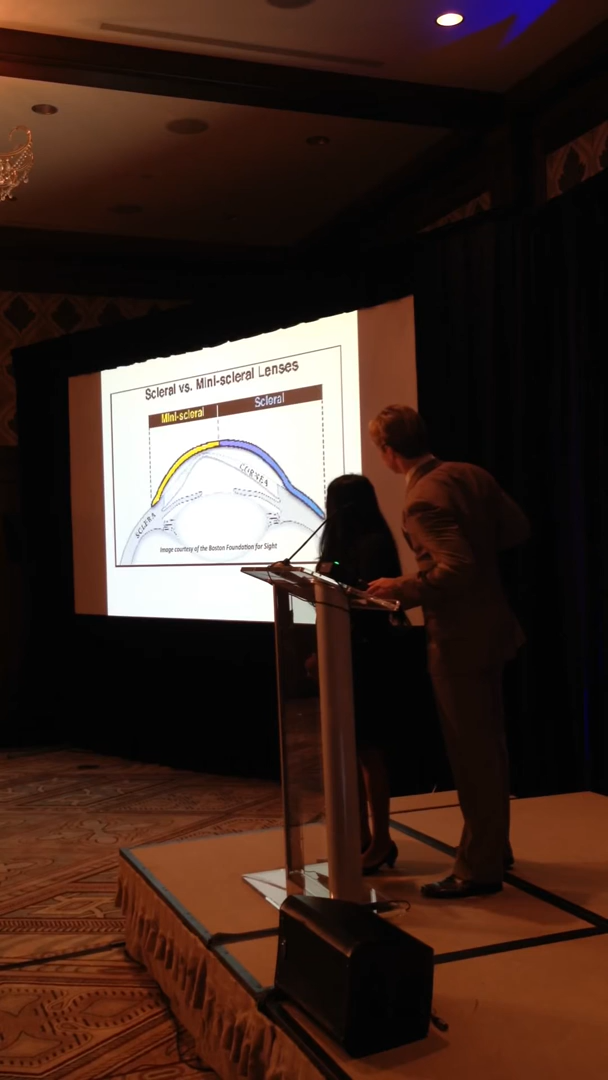 Scleral vs. Mini-scleral Lenses
Mini-scleral
Scleral
CORNEA
SCLERA
Image courtesy of the Boston Foundation for Sight